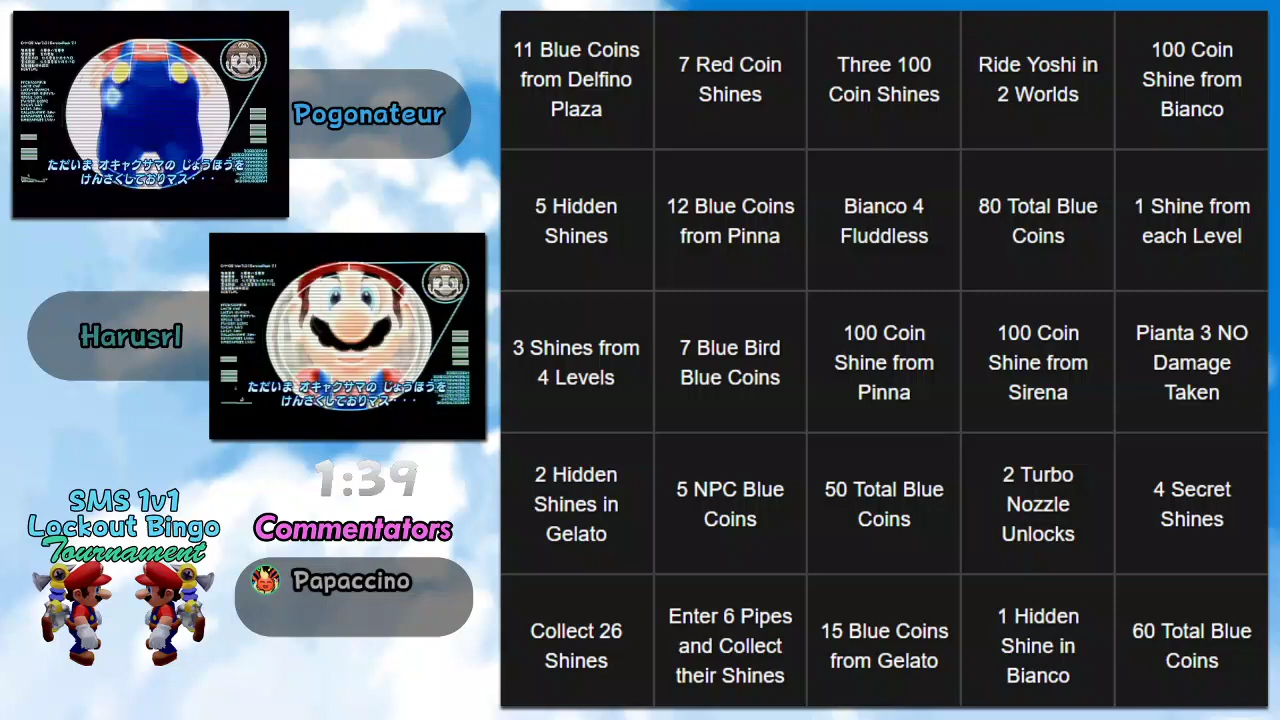 ただいま オキャクサマの じょうほうを
けんさくしておりマス・・・
Pogonateur
ただいま オキャクサマの じょうほうを
けんさくしておりマス・・・
Harusrl
1:39
SMS 1v1
Lockout Bingo
Tournament
Commentators
Papaccino
11 Blue Coins
from Delfino
Plaza
7 Red Coin
Shines
Three 100
Coin Shines
Ride Yoshi in
2 Worlds
100 Coin
Shine from
Bianco
5 Hidden
Shines
12 Blue Coins
from Pinna
Bianco 4
Fluddless
80 Total Blue
Coins
1 Shine from
each Level
3 Shines from
4 Levels
7 Blue Bird
Blue Coins
100 Coin
Shine from
Pinna
100 Coin
Shine from
Sirena
Pianta 3 NO
Damage
Taken
2 Hidden
Shines in
Gelato
5 NPC Blue
Coins
50 Total Blue
Coins
2 Turbo
Nozzle
Unlocks
4 Secret
Shines
Collect 26
Shines
Enter 6 Pipes
and Collect
their Shines
15 Blue Coins
from Gelato
1 Hidden
Shine in
Bianco
60 Total Blue
Coins